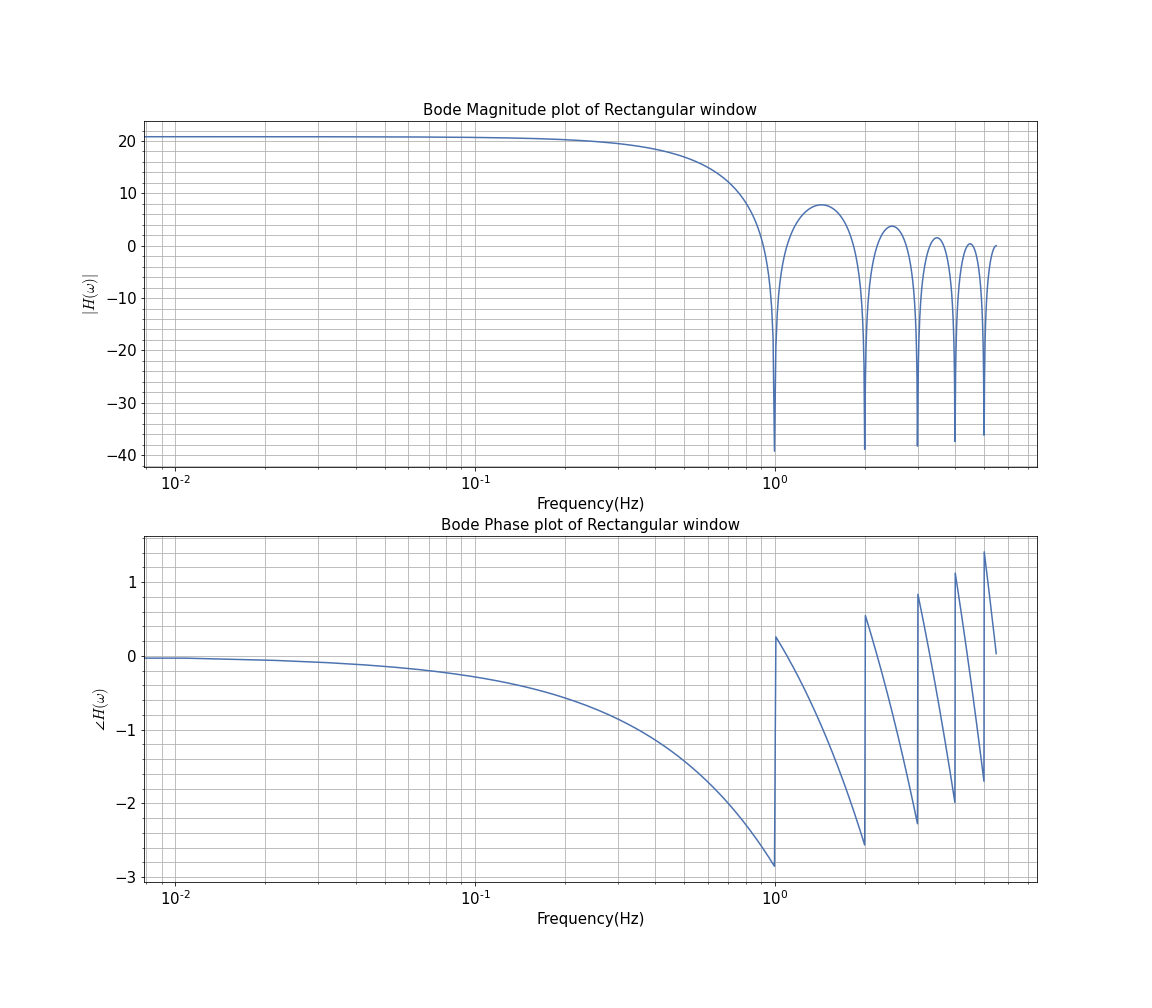 Bode Magnitude plot of Rectangular window
20
10
0
−10
−20
−30
−40
|H(ω)|
10⁻² 10⁻¹ 10⁰
Frequency(Hz)
Bode Phase plot of Rectangular window
1
0
−1
−2
−3
∠H(ω)
10⁻² 10⁻¹ 10⁰
Frequency(Hz)